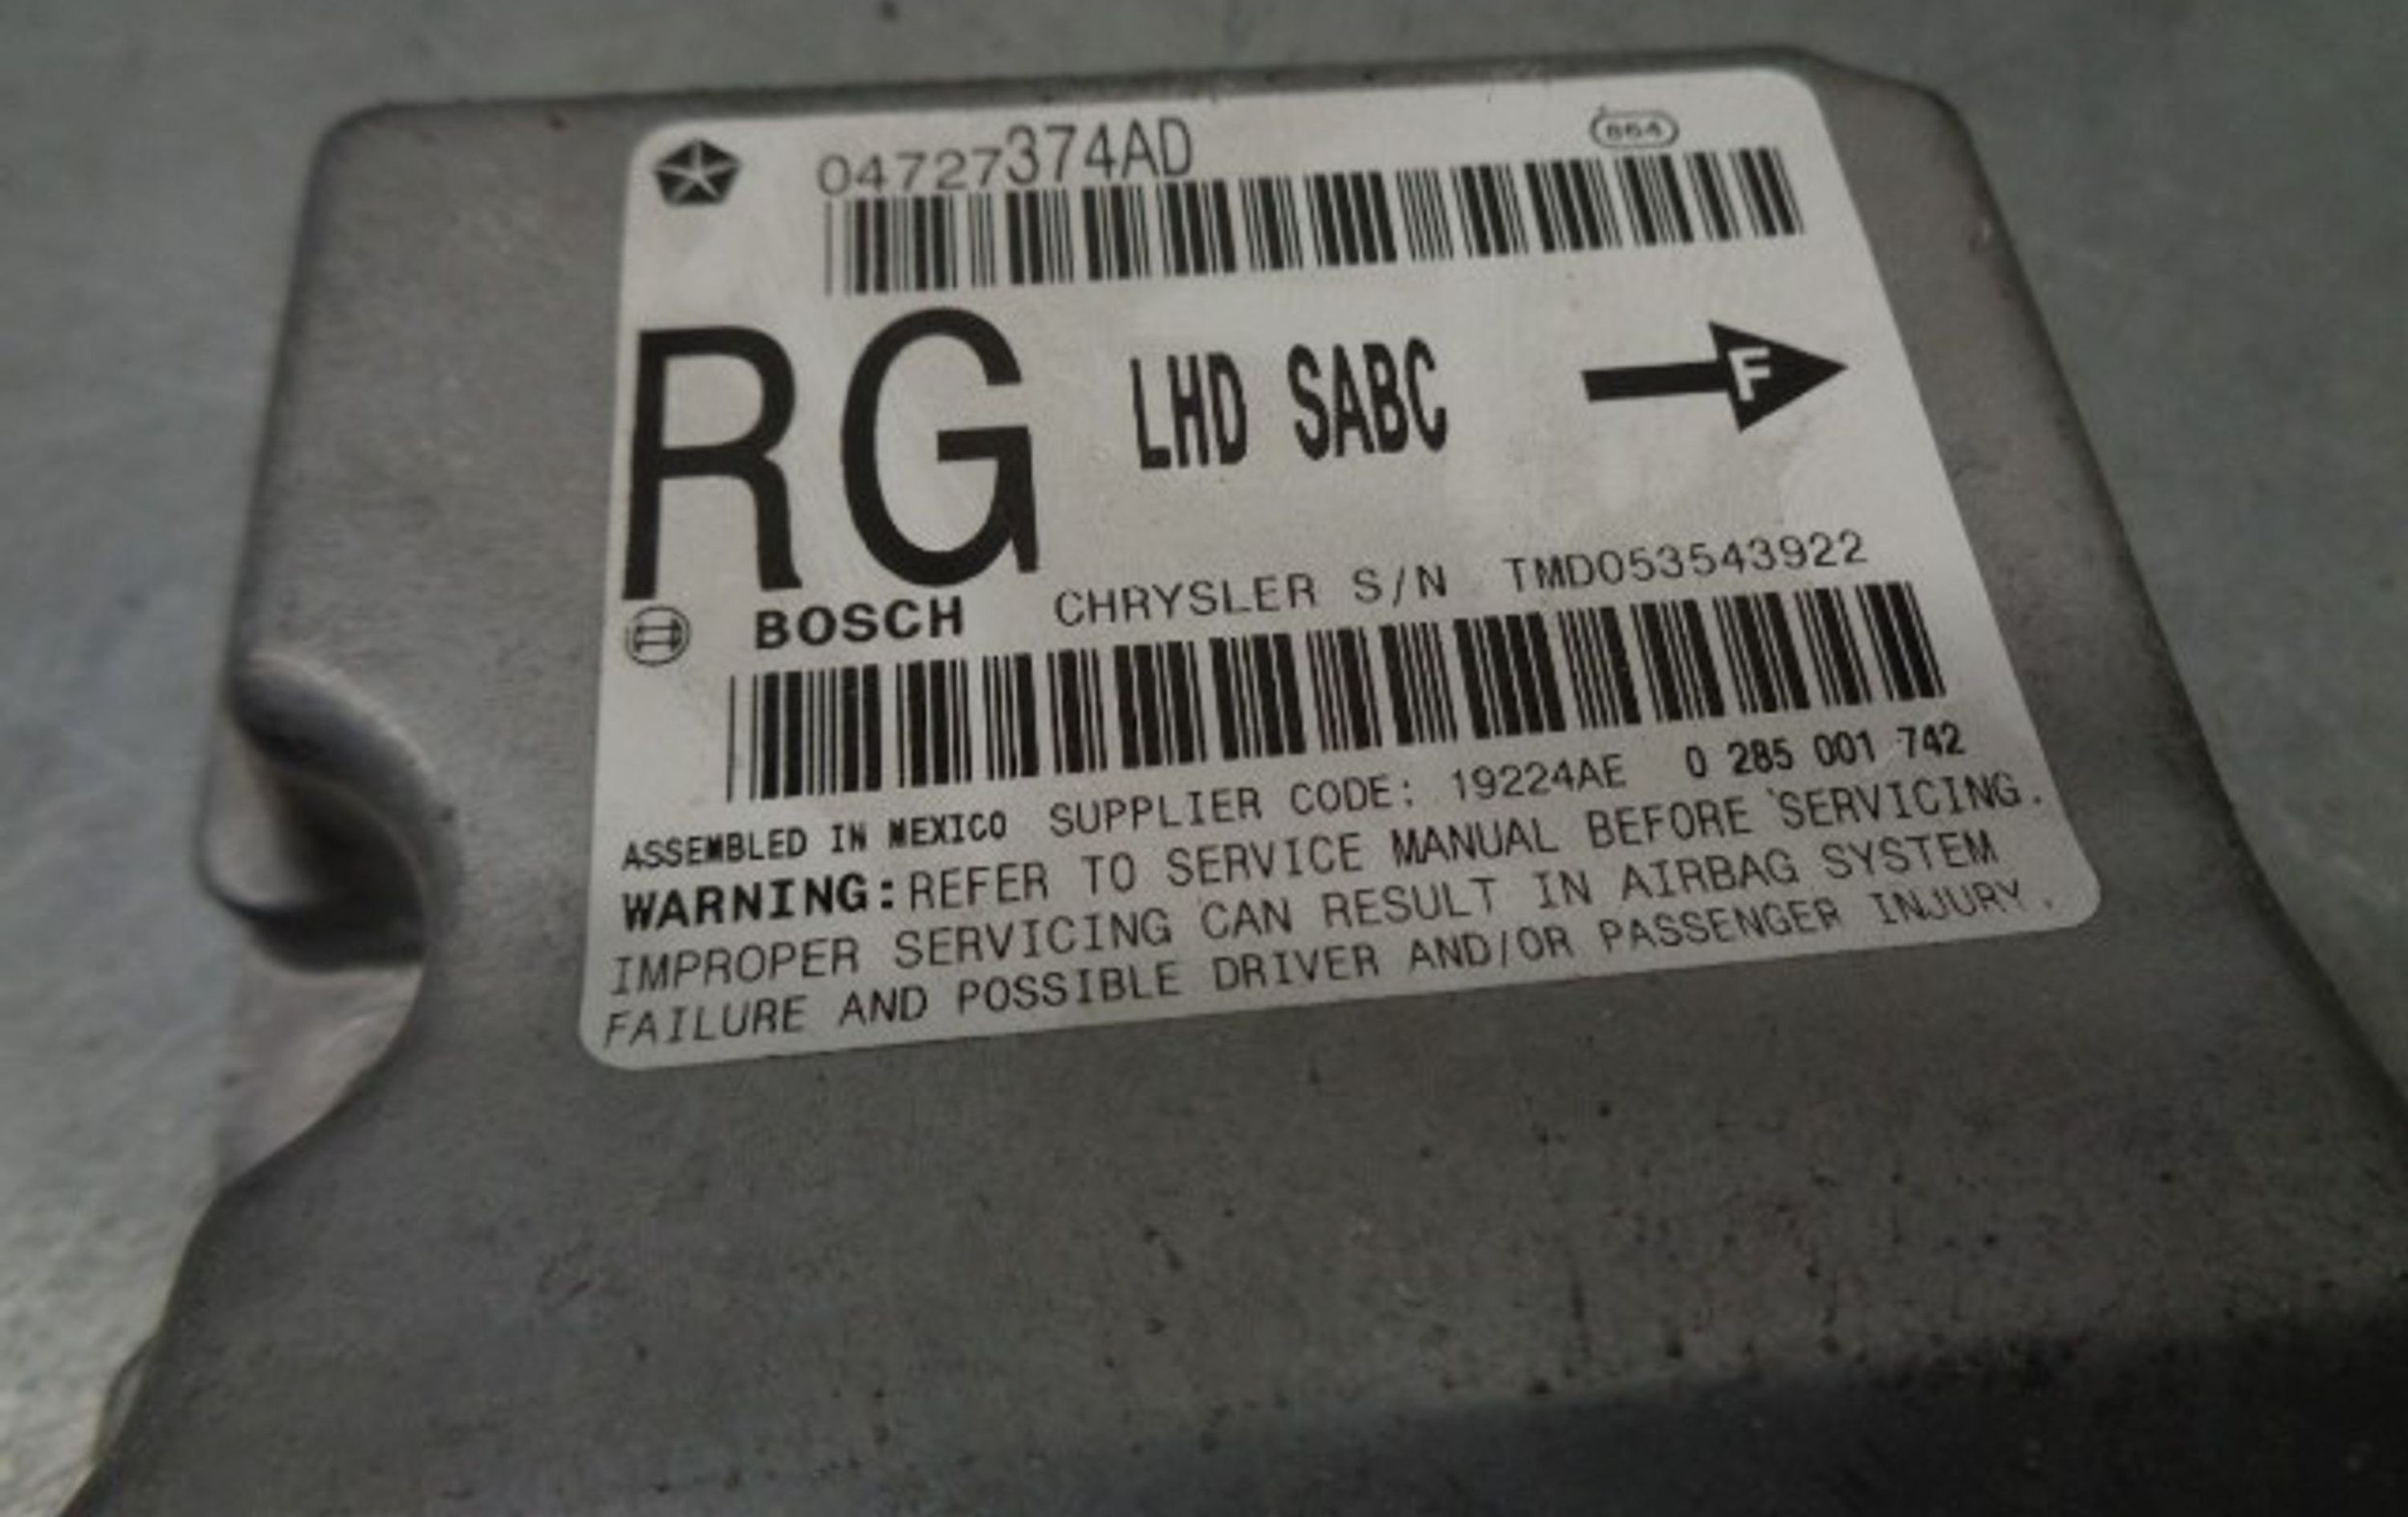 04727374AD 864
RG LHD SABC F
BOSCH CHRYSLER S/N TMD053543922
ASSEMBLED IN MEXICO SUPPLIER CODE: 19224AE 0 285 001 742
WARNING: REFER TO SERVICE MANUAL BEFORE SERVICING.
IMPROPER SERVICING CAN RESULT IN AIRBAG SYSTEM
FAILURE AND POSSIBLE DRIVER AND/OR PASSENGER INJURY.